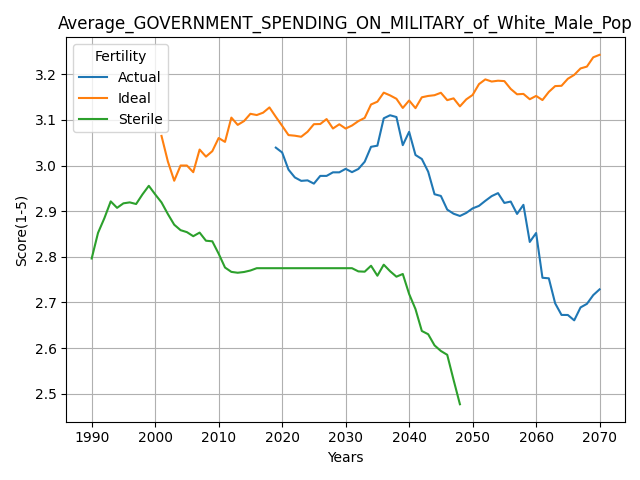 Average_GOVERNMENT_SPENDING_ON_MILITARY_of_White_Male_Pop
Fertility
Actual
Ideal
Sterile
3.2
3.1
3.0
2.9
2.8
2.7
2.6
2.5
Score(1-5)
1990 2000 2010 2020 2030 2040 2050 2060 2070
Years